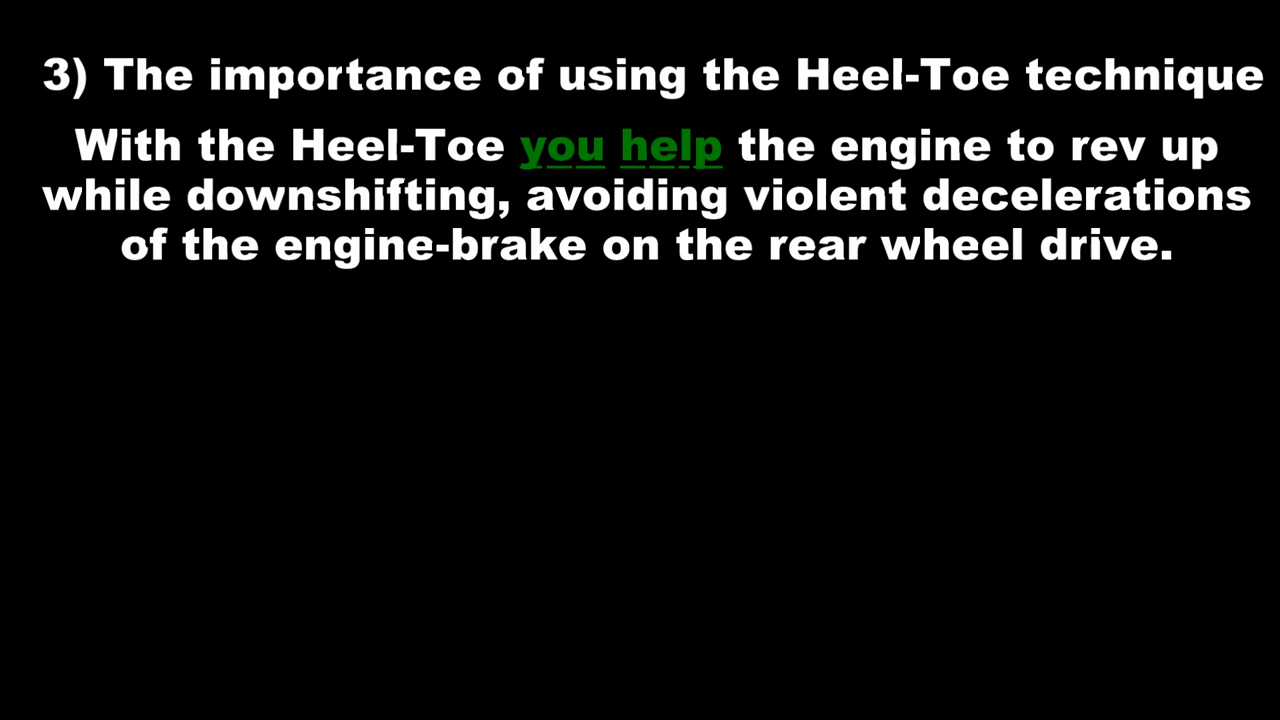 3) The importance of using the Heel-Toe technique
With the Heel-Toe you help the engine to rev up
while downshifting, avoiding violent decelerations
of the engine-brake on the rear wheel drive.